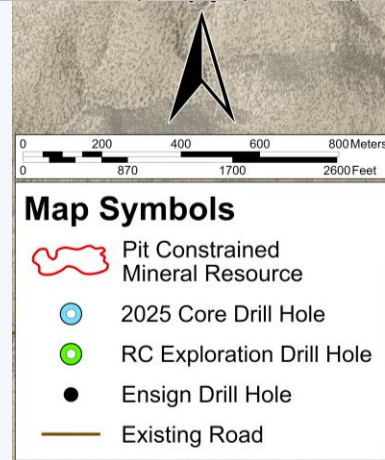 0 200 400 600 800 Meters
0 870 1700 2600 Feet
Map Symbols
Pit Constrained
Mineral Resource
2025 Core Drill Hole
RC Exploration Drill Hole
Ensign Drill Hole
Existing Road